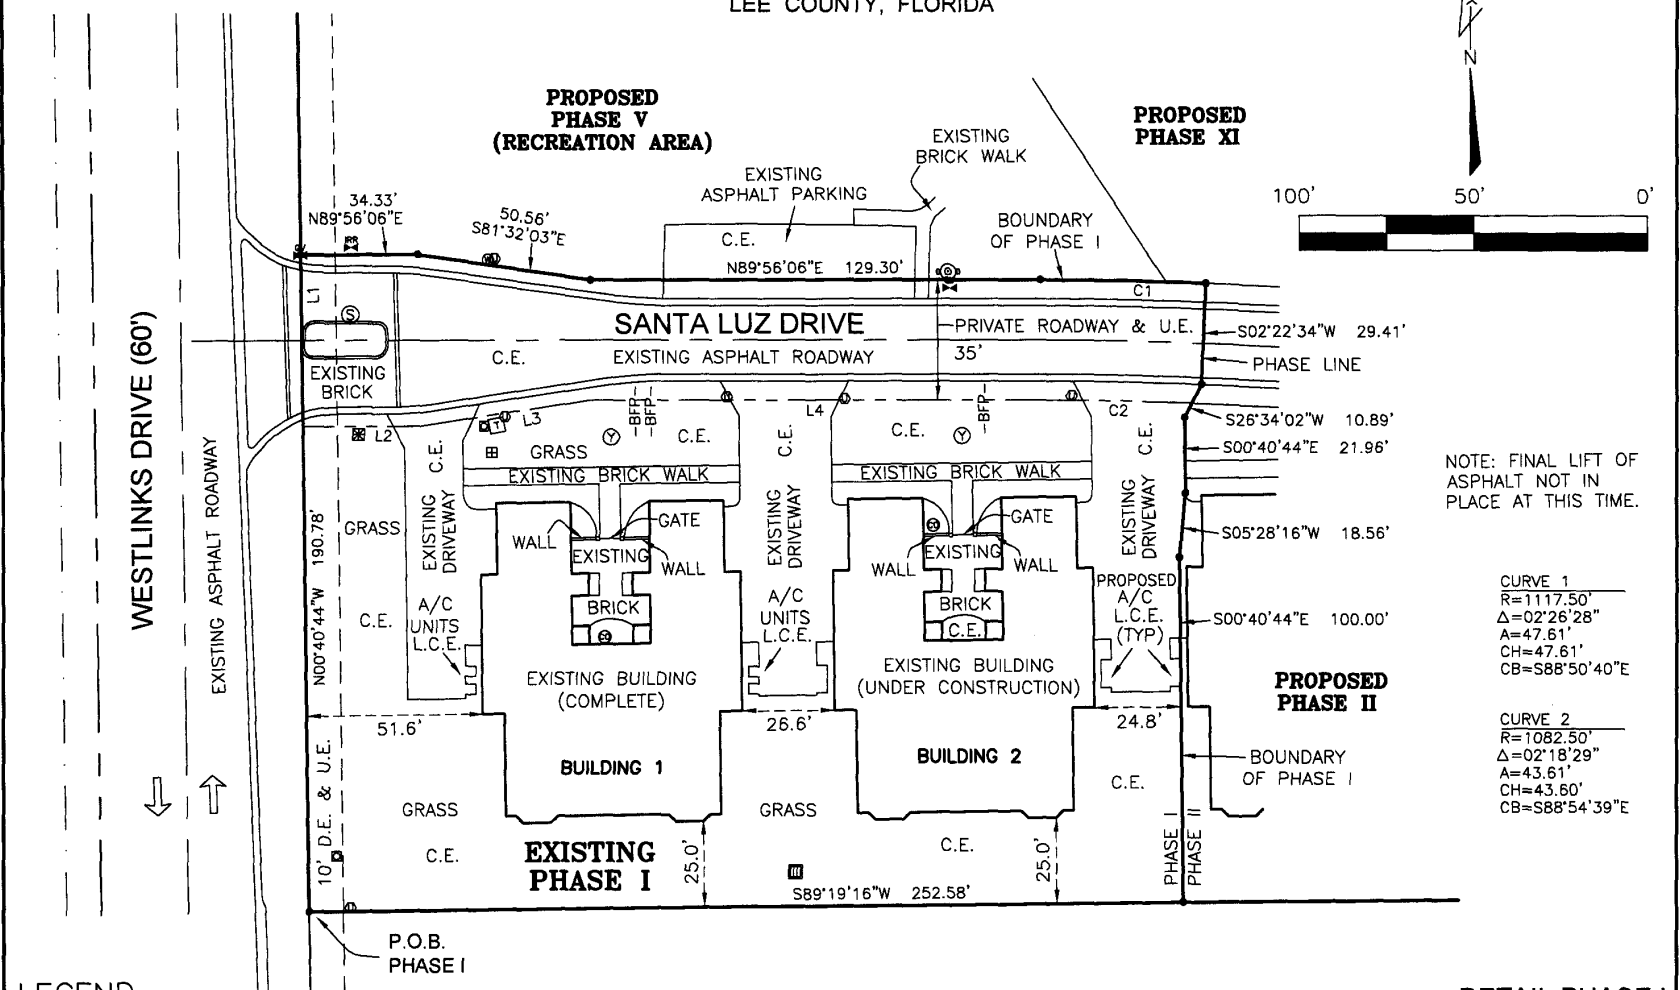 LEE COUNTY, FLORIDA
N
PROPOSED
PHASE V
(RECREATION AREA)
PROPOSED
PHASE XI
EXISTING
BRICK WALK
EXISTING
ASPHALT PARKING
C.E.
BOUNDARY
OF PHASE I
100'
50'
0'
34.33'
N89°56'06"E
50.56'
S81°32'03"E
N89°56'06"E 129.30'
C1
L1
S
SANTA LUZ DRIVE
PRIVATE ROADWAY & U.E.
C.E.
EXISTING ASPHALT ROADWAY
35'
S02°22'34"W 29.41'
PHASE LINE
EXISTING
BRICK
S26°34'02"W 10.89'
S00°40'44"E 21.96'
L2
L3
T
BFP
BFP
L4
BFP
C2
Y
Y
C.E.
C.E.
C.E.
C.E.
C.E.
GRASS
EXISTING BRICK WALK
EXISTING BRICK WALK
NOTE: FINAL LIFT OF
ASPHALT NOT IN
PLACE AT THIS TIME.
WESTLINKS DRIVE (60')
EXISTING ASPHALT ROADWAY
N00°40'44"W 190.78'
GRASS
C.E.
EXISTING
DRIVEWAY
EXISTING
DRIVEWAY
EXISTING
DRIVEWAY
WALL
GATE
EXISTING
WALL
BRICK
WALL
GATE
EXISTING
WALL
BRICK
C.E.
S05°28'16"W 18.56'
A/C
UNITS
L.C.E.
A/C
UNITS
L.C.E.
PROPOSED
A/C
L.C.E.
(TYP)
S00°40'44"E 100.00'
CURVE 1
R=1117.50'
Δ=02°26'28"
A=47.61'
CH=47.61'
CB=S88°50'40"E
EXISTING BUILDING
(COMPLETE)
EXISTING BUILDING
(UNDER CONSTRUCTION)
PROPOSED
PHASE II
51.6'
26.6'
24.8'
CURVE 2
R=1082.50'
Δ=02°18'29"
A=43.61'
CH=43.60'
CB=S88°54'39"E
BUILDING 1
BUILDING 2
BOUNDARY
OF PHASE I
C.E.
10' D.E. & U.E.
GRASS
GRASS
C.E.
C.E.
EXISTING
PHASE I
25.0'
25.0'
PHASE I
PHASE II
S89°19'16"W 252.58'
P.O.B.
PHASE I
LEGEND
DETAIL PHASE I